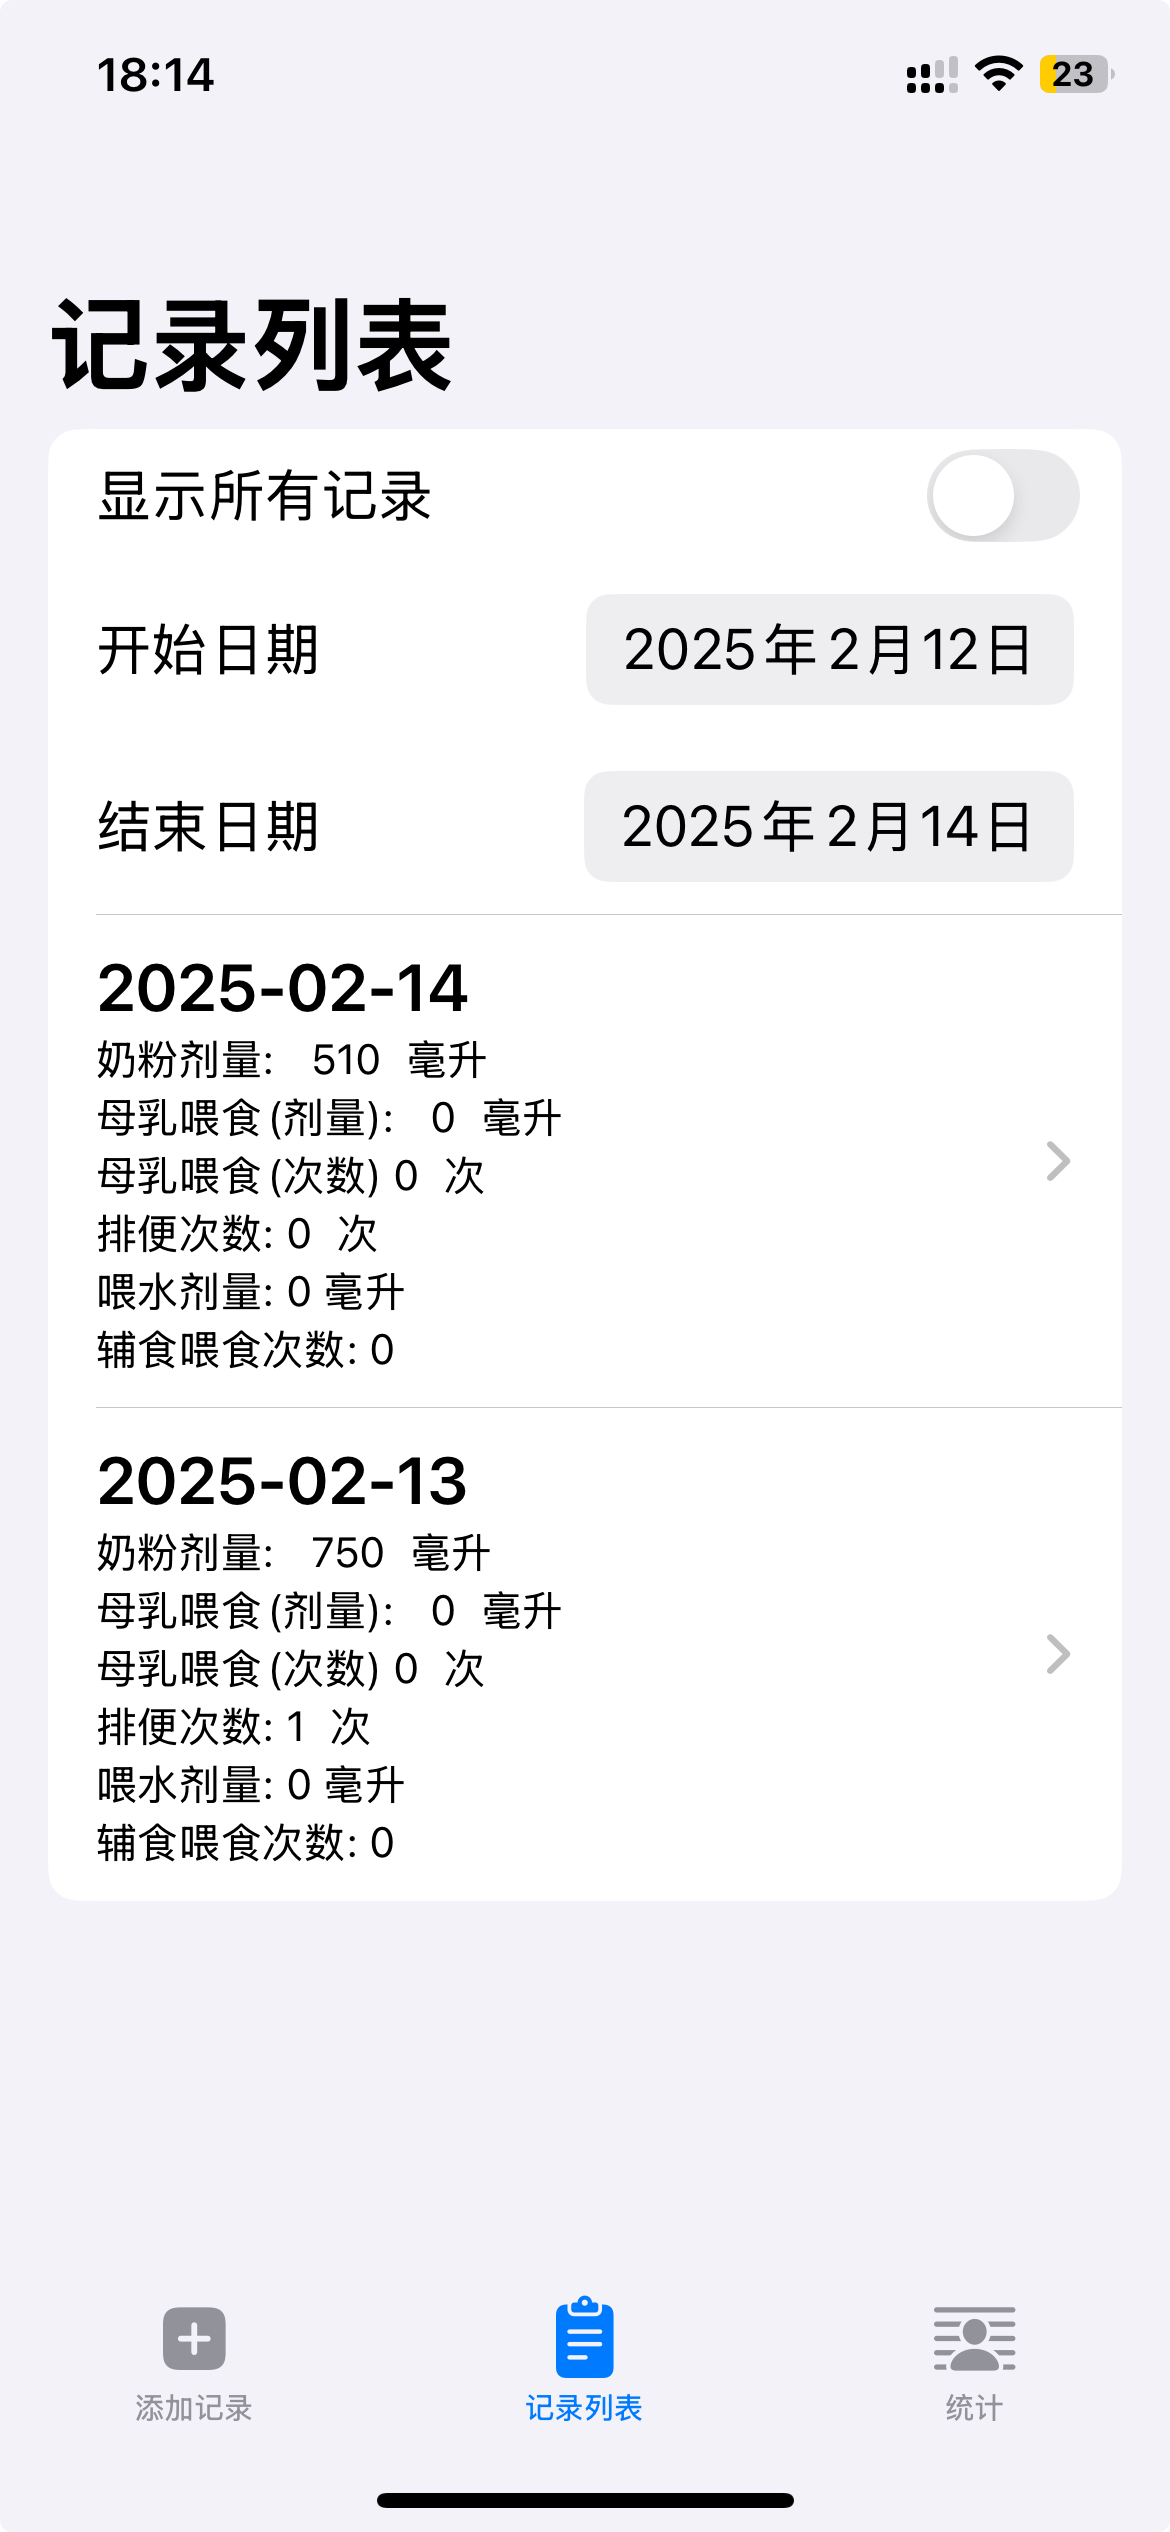 18:14
23
记录列表
显示所有记录
开始日期 2025年2月12日
结束日期 2025年2月14日
2025-02-14
奶粉剂量: 510 毫升
母乳喂食(剂量): 0 毫升
母乳喂食(次数) 0 次
排便次数: 0 次
喂水剂量: 0 毫升
辅食喂食次数: 0
2025-02-13
奶粉剂量: 750 毫升
母乳喂食(剂量): 0 毫升
母乳喂食(次数) 0 次
排便次数: 1 次
喂水剂量: 0 毫升
辅食喂食次数: 0
添加记录 记录列表 统计